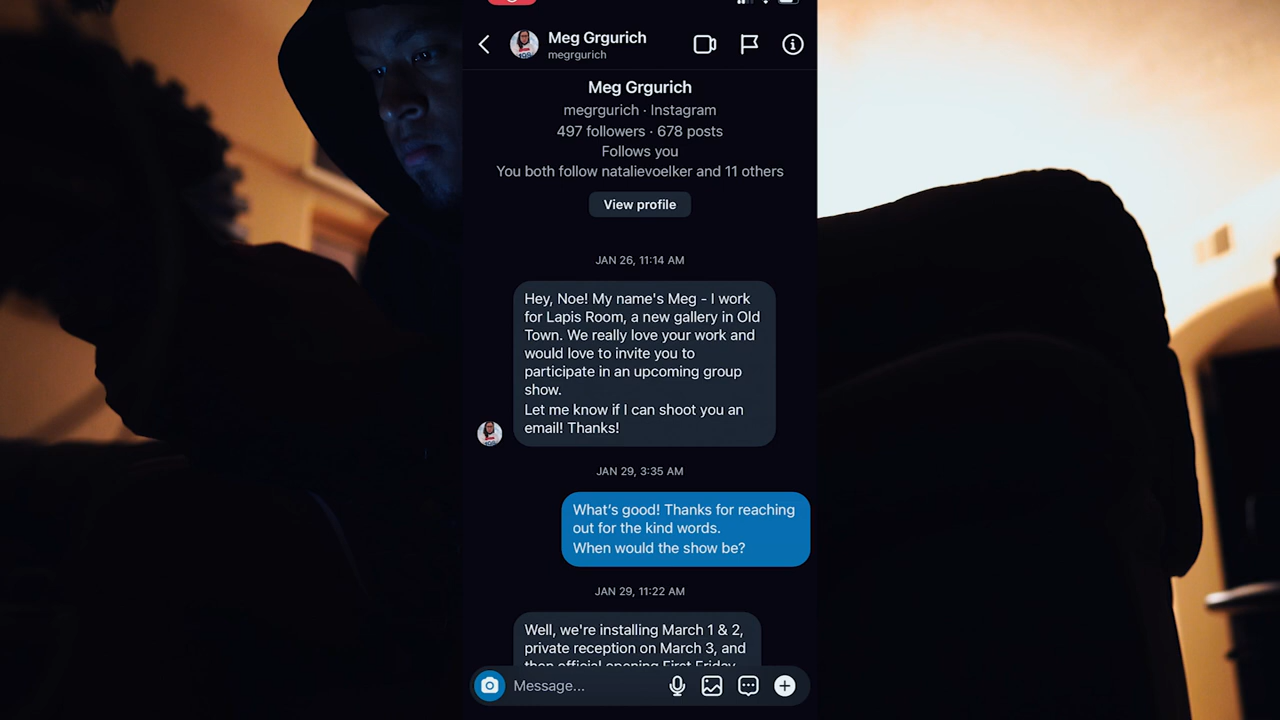 Meg Grgurich
megrgurich
Meg Grgurich
megrgurich · Instagram
497 followers · 678 posts
Follows you
You both follow natalievoelker and 11 others
View profile
JAN 26, 11:14 AM
Hey, Noe! My name's Meg - I work
for Lapis Room, a new gallery in Old
Town. We really love your work and
would love to invite you to
participate in an upcoming group
show.
Let me know if I can shoot you an
email! Thanks!
JAN 29, 3:35 AM
What's good! Thanks for reaching
out for the kind words.
When would the show be?
JAN 29, 11:22 AM
Well, we're installing March 1 & 2,
private reception on March 3, and
then official opening First Friday
Message...